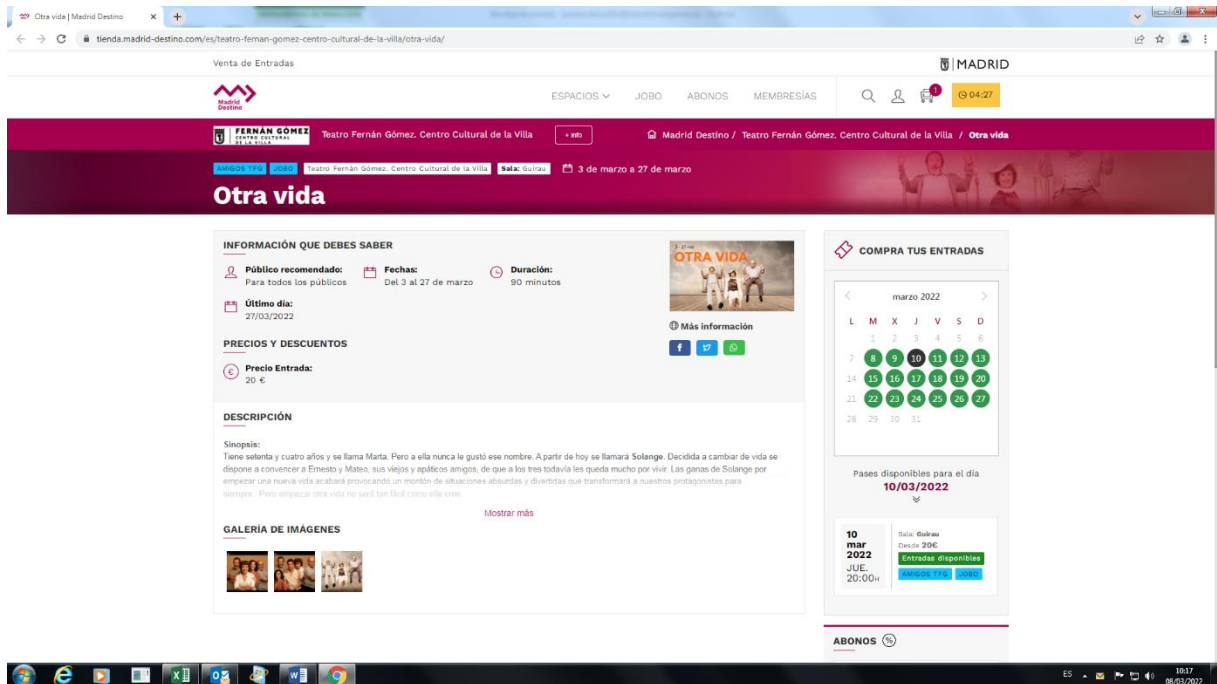 Otra vida | Madrid Destino
tienda.madrid-destino.com/es/teatro-fernan-gomez-centro-cultural-de-la-villa/otra-vida/
Venta de Entradas
MADRID
Madrid
Destino
ESPACIOS
JOBO
ABONOS
MEMBRESÍAS
1
04:27
FERNÁN GÓMEZ
CENTRO CULTURAL
DE LA VILLA
Teatro Fernán Gómez. Centro Cultural de la Villa
+ info
Madrid Destino / Teatro Fernán Gómez. Centro Cultural de la Villa / Otra vida
AMIGOS TFG JOBO Teatro Fernán Gómez. Centro Cultural de la Villa Sala: Guirau 3 de marzo a 27 de marzo
Otra vida
INFORMACIÓN QUE DEBES SABER
Público recomendado:
Para todos los públicos
Fechas:
Del 3 al 27 de marzo
Duración:
90 minutos
Último día:
27/03/2022
PRECIOS Y DESCUENTOS
Precio Entrada:
20 €
OTRA VIDA
Más información
DESCRIPCIÓN
Sinopsis:
Tiene setenta y cuatro años y se llama Marta. Pero a ella nunca le gustó ese nombre. A partir de hoy se llamará Solange. Decidida a cambiar de vida se
dispone a convencer a Ernesto y Mateo, sus viejos y apáticos amigos, de que a los tres todavía les queda mucho por vivir. Las ganas de Solange por
empezar una nueva vida acabará provocando un montón de situaciones absurdas y divertidas que transformará a nuestros protagonistas para
siempre. Pero empezar otra vida no será tan fácil como ella cree.
Mostrar más
GALERÍA DE IMÁGENES
COMPRA TUS ENTRADAS
marzo 2022
L M X J V S D
1 2 3 4 5 6
7 8 9 10 11 12 13
14 15 16 17 18 19 20
21 22 23 24 25 26 27
28 29 30 31
Pases disponibles para el día
10/03/2022
10
mar
2022
JUE.
20:00H
Sala: Guirau
Desde 20€
Entradas disponibles
AMIGOS TFG JOBO
ABONOS
ES
10:17
08/03/2022